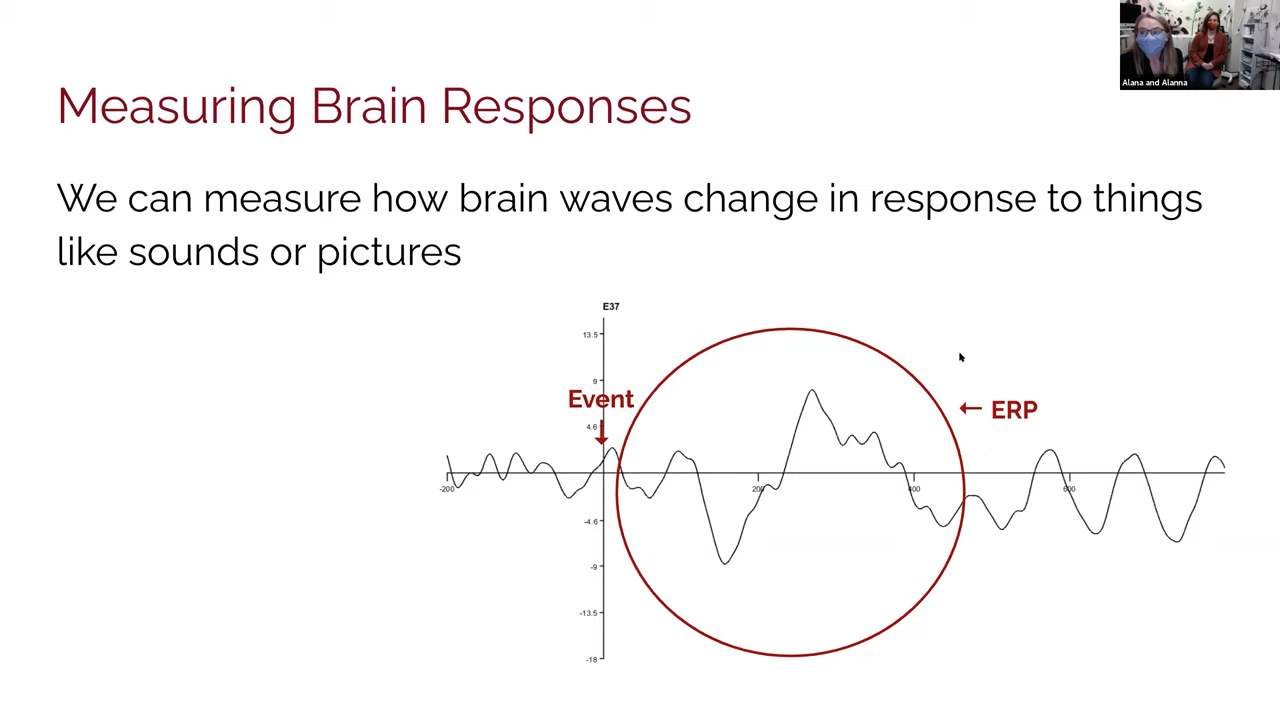 Alana and Alanna
Measuring Brain Responses
We can measure how brain waves change in response to things
like sounds or pictures
E37
13.5
9
Event
4.6
ERP
-200
200
400
600
-4.6
-9
-13.5
-18